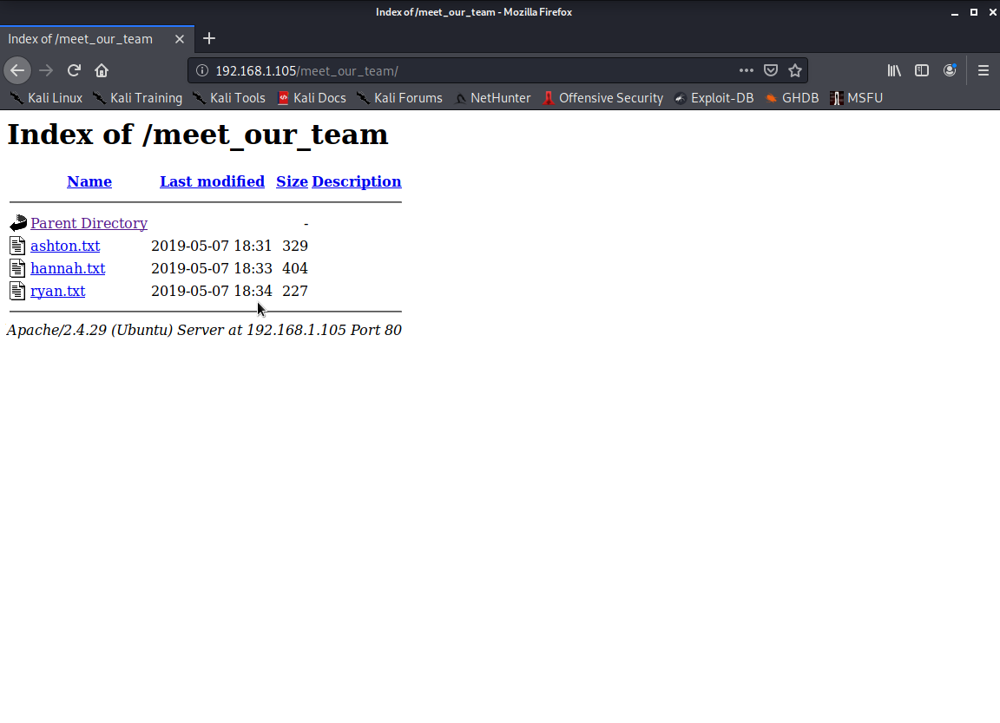 Index of /meet_our_team - Mozilla Firefox
Index of /meet_our_team
192.168.1.105/meet_our_team/
Kali Linux Kali Training Kali Tools Kali Docs Kali Forums NetHunter Offensive Security Exploit-DB GHDB MSFU
Index of /meet_our_team
Name Last modified Size Description
Parent Directory -
ashton.txt 2019-05-07 18:31 329
hannah.txt 2019-05-07 18:33 404
ryan.txt 2019-05-07 18:34 227
Apache/2.4.29 (Ubuntu) Server at 192.168.1.105 Port 80